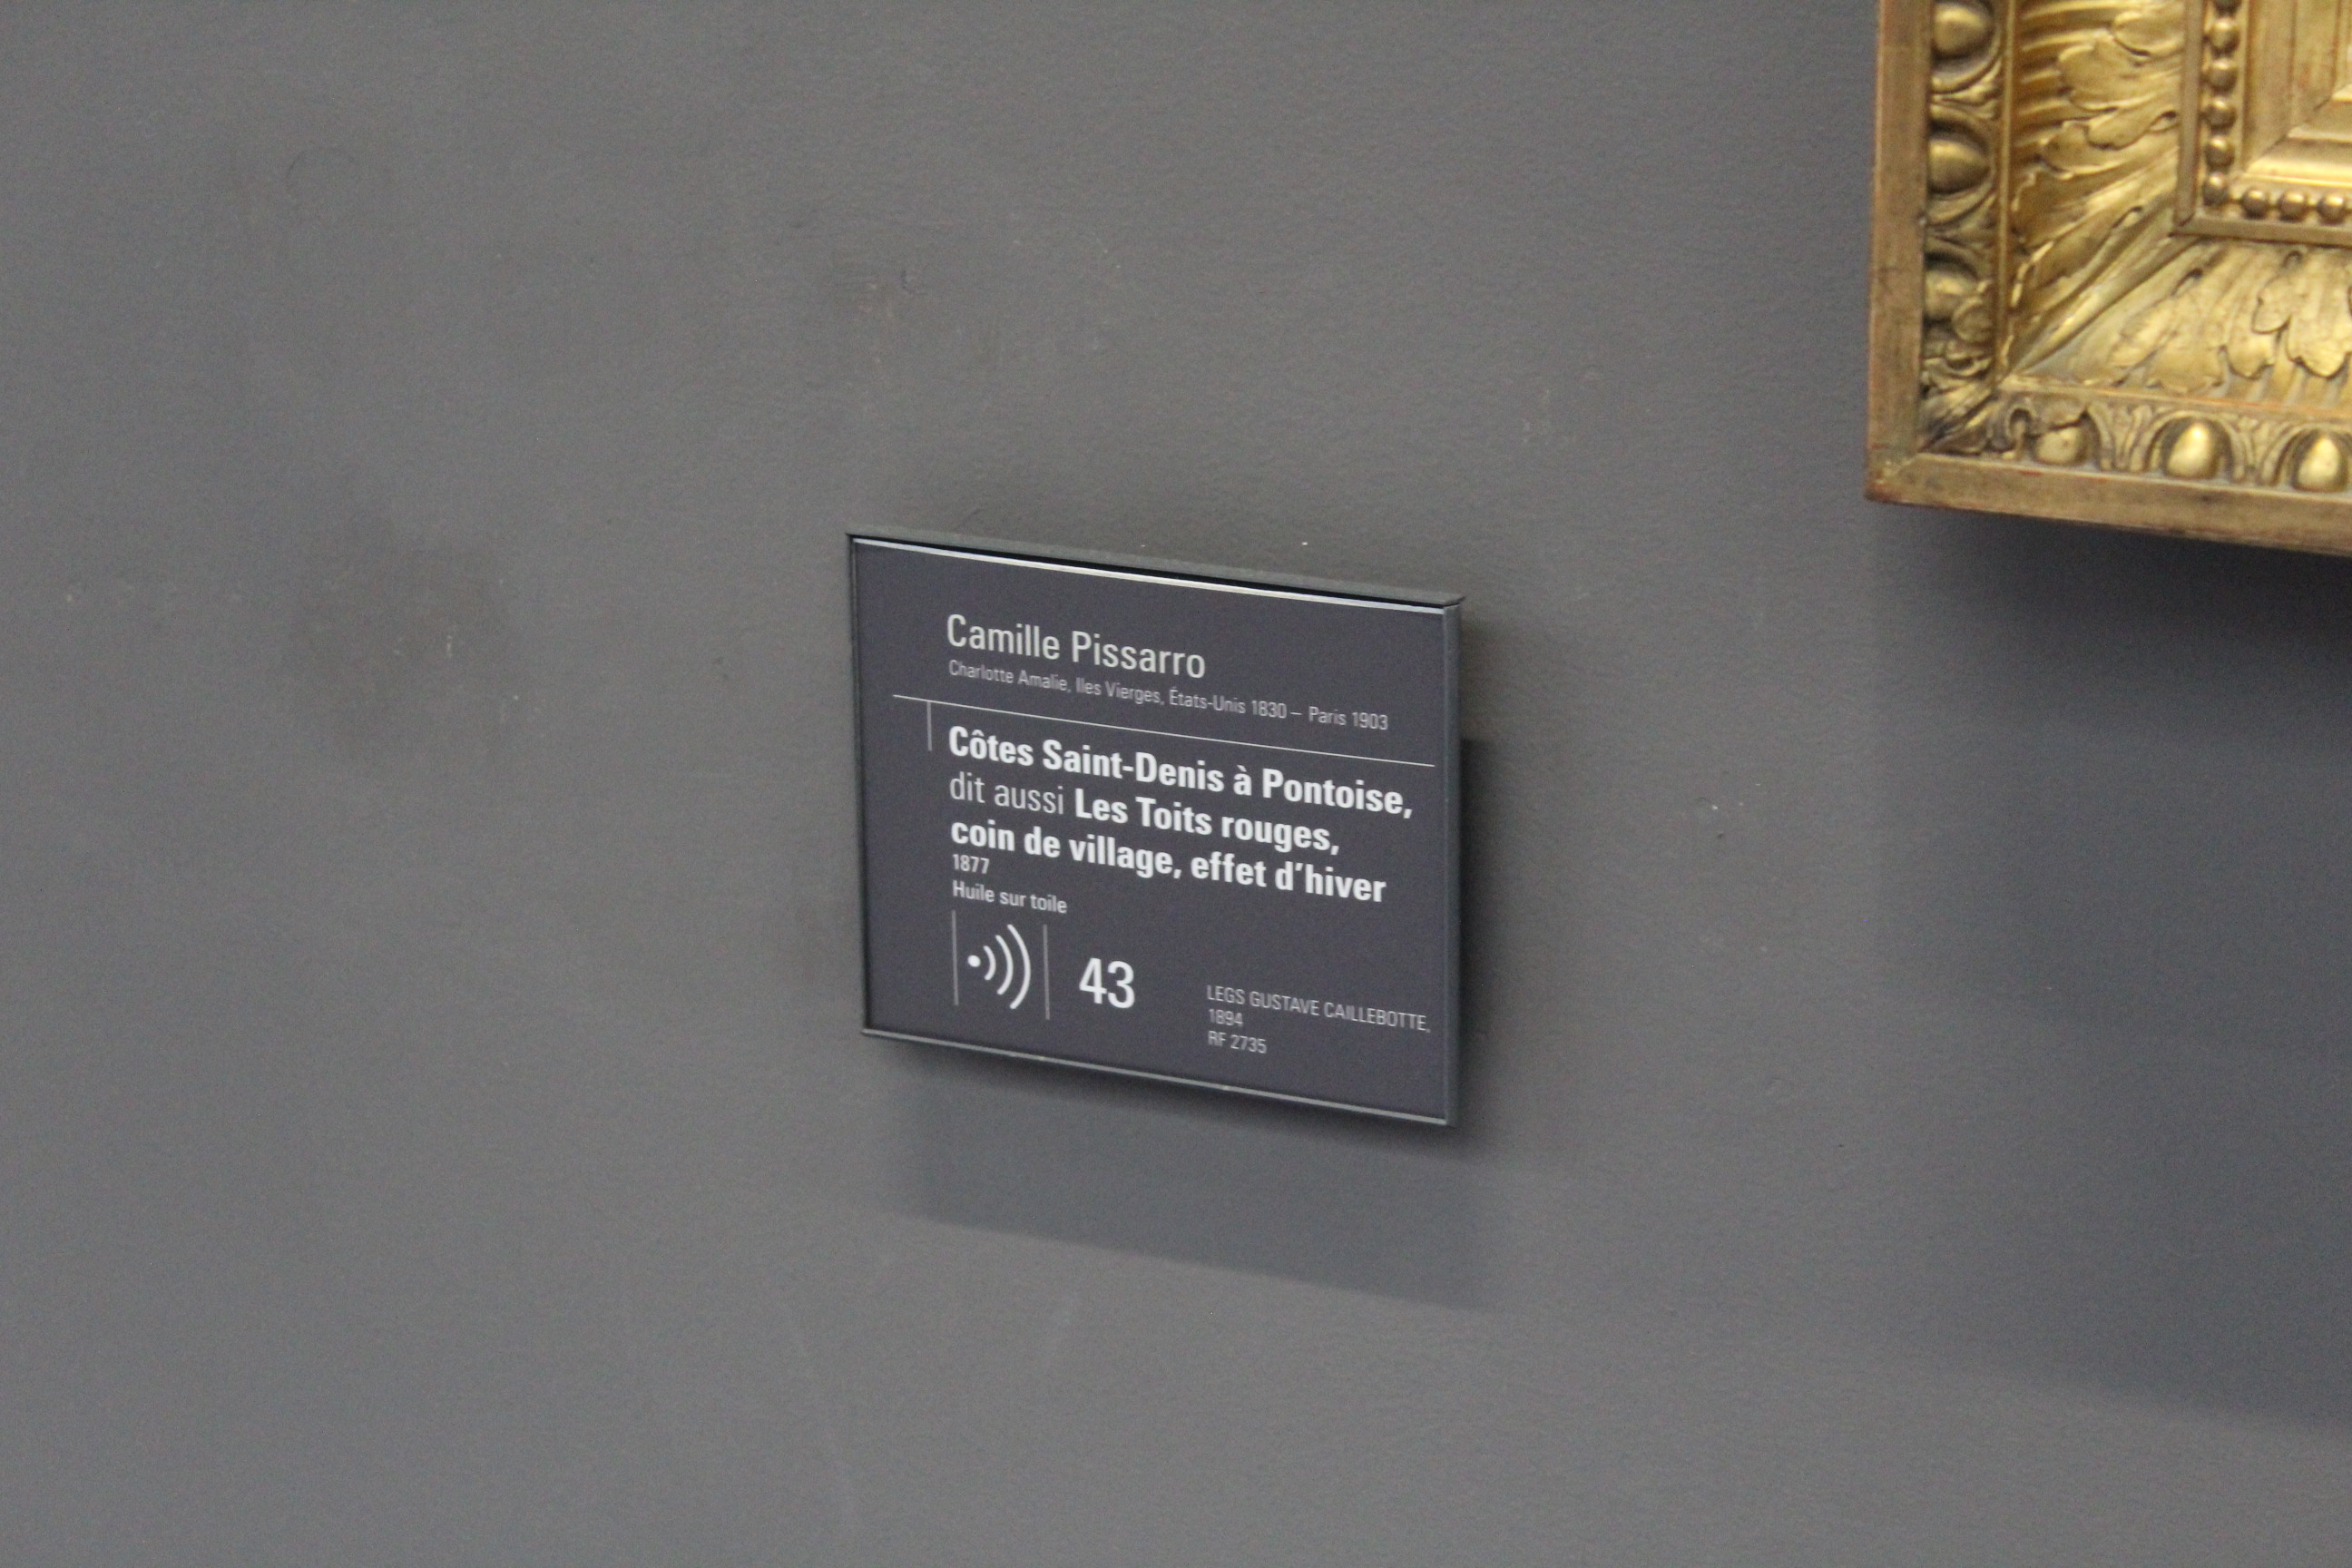 Camille Pissarro
Charlotte Amalie, Iles Vierges, États-Unis 1830 – Paris 1903
Côtes Saint-Denis à Pontoise,
dit aussi Les Toits rouges,
coin de village, effet d’hiver
1877
Huile sur toile
43
LEGS GUSTAVE CAILLEBOTTE,
1894
RF 2735